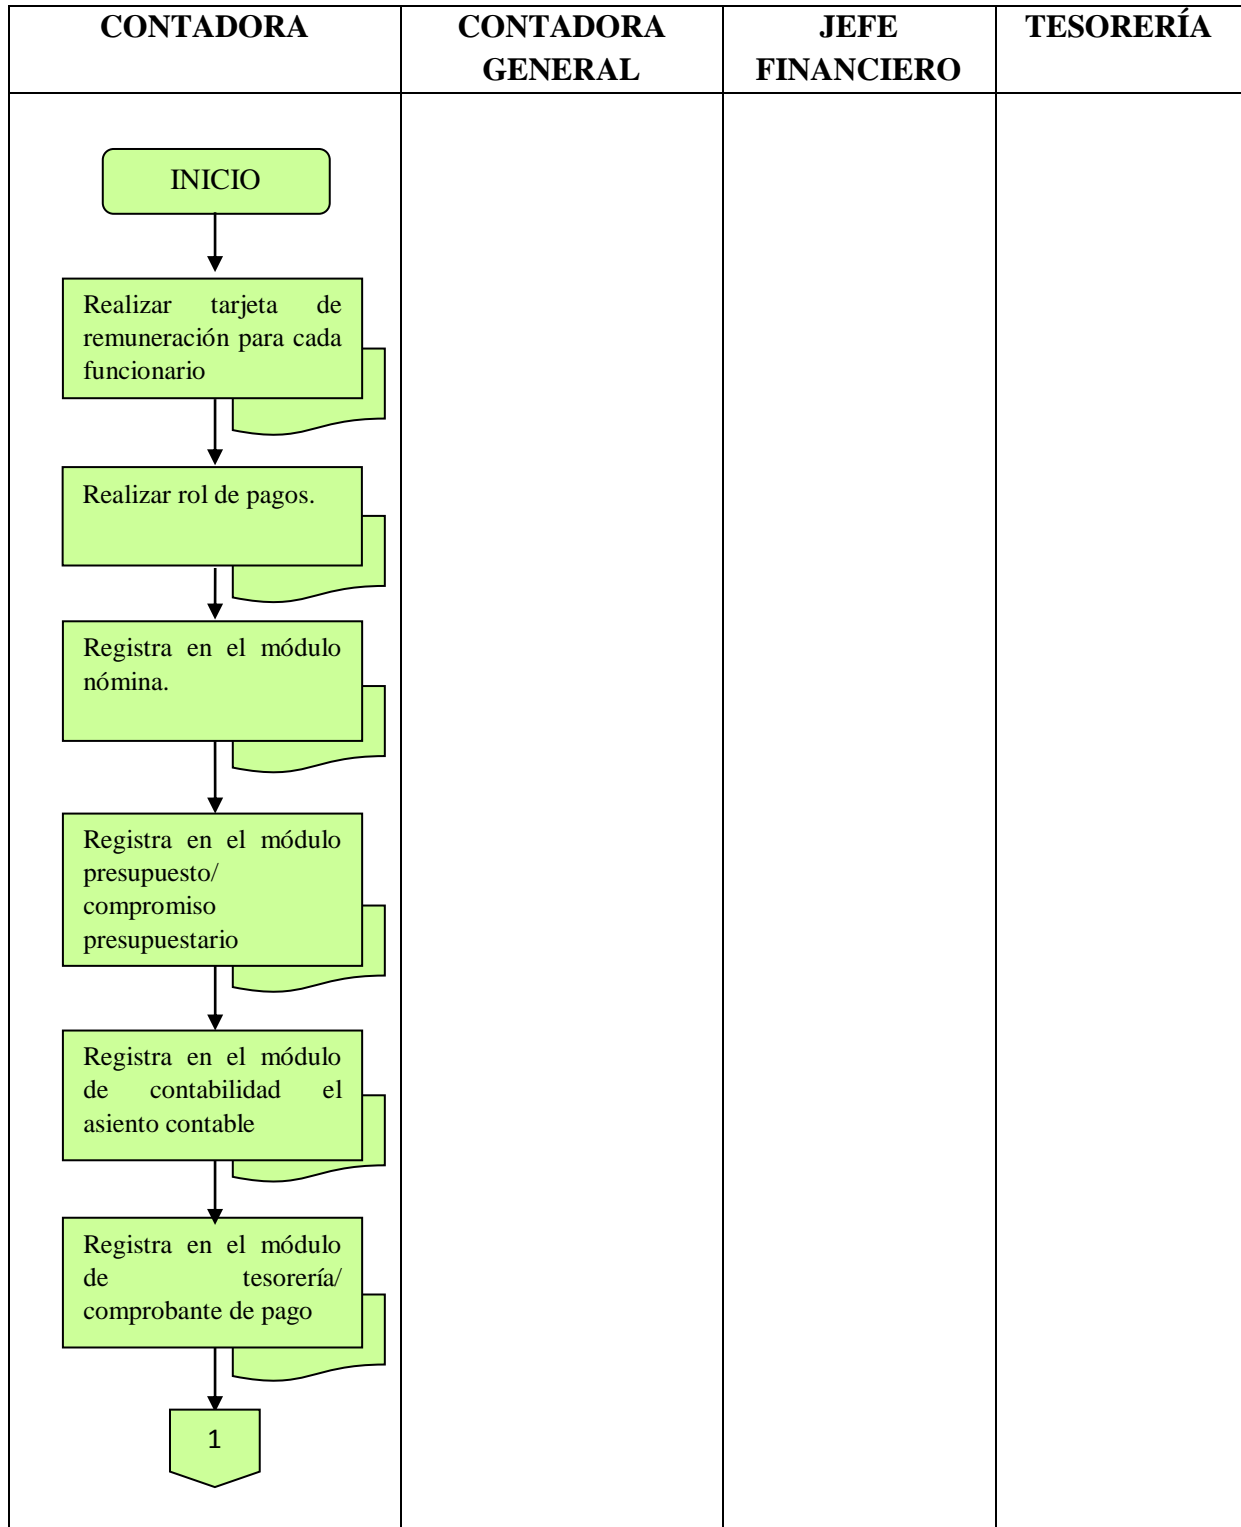 CONTADORA
CONTADORA
GENERAL
JEFE
FINANCIERO
TESORERÍA
INICIO
Realizar tarjeta de
remuneración para cada
funcionario
Realizar rol de pagos.
Registra en el módulo
nómina.
Registra en el módulo
presupuesto/
compromiso
presupuestario
Registra en el módulo
de contabilidad el
asiento contable
Registra en el módulo
de tesorería/
comprobante de pago
1